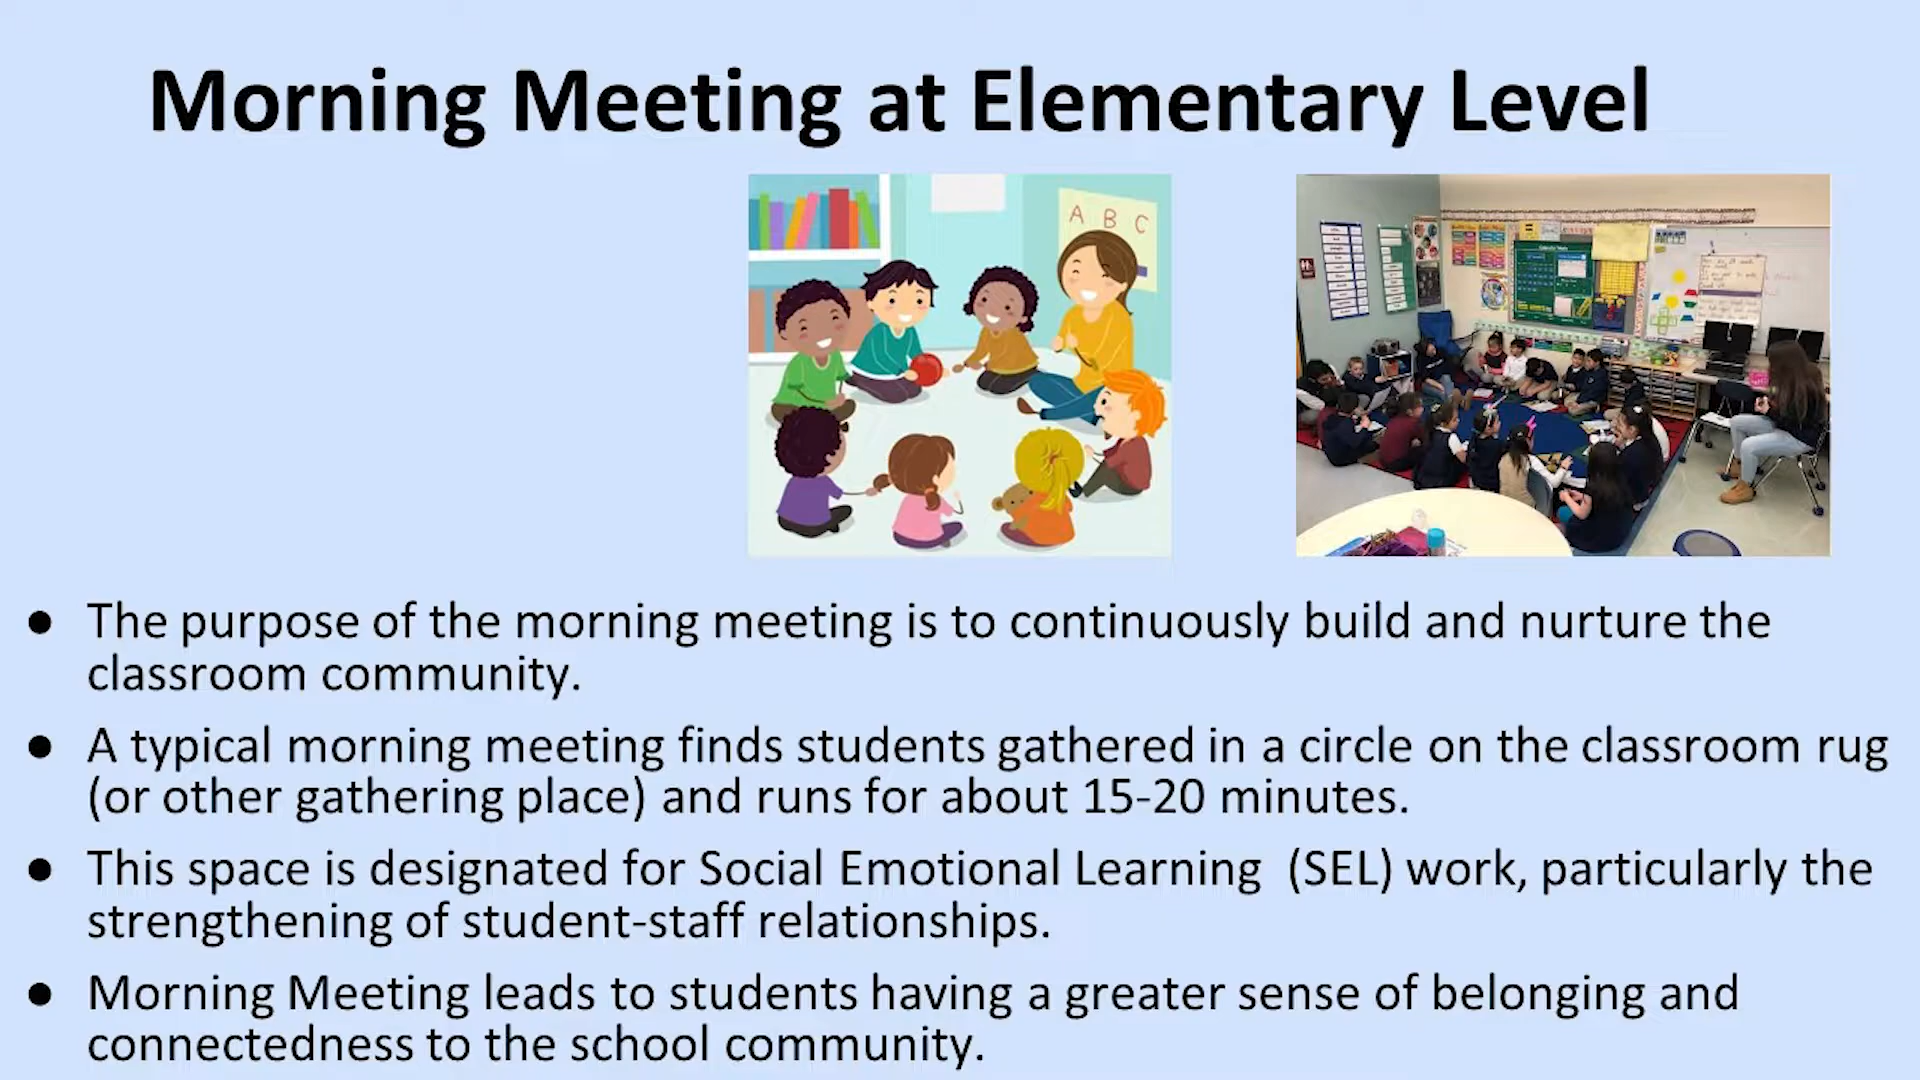 Morning Meeting at Elementary Level
A B C
● The purpose of the morning meeting is to continuously build and nurture the
classroom community.
● A typical morning meeting finds students gathered in a circle on the classroom rug
(or other gathering place) and runs for about 15-20 minutes.
● This space is designated for Social Emotional Learning  (SEL) work, particularly the
strengthening of student-staff relationships.
● Morning Meeting leads to students having a greater sense of belonging and
connectedness to the school community.